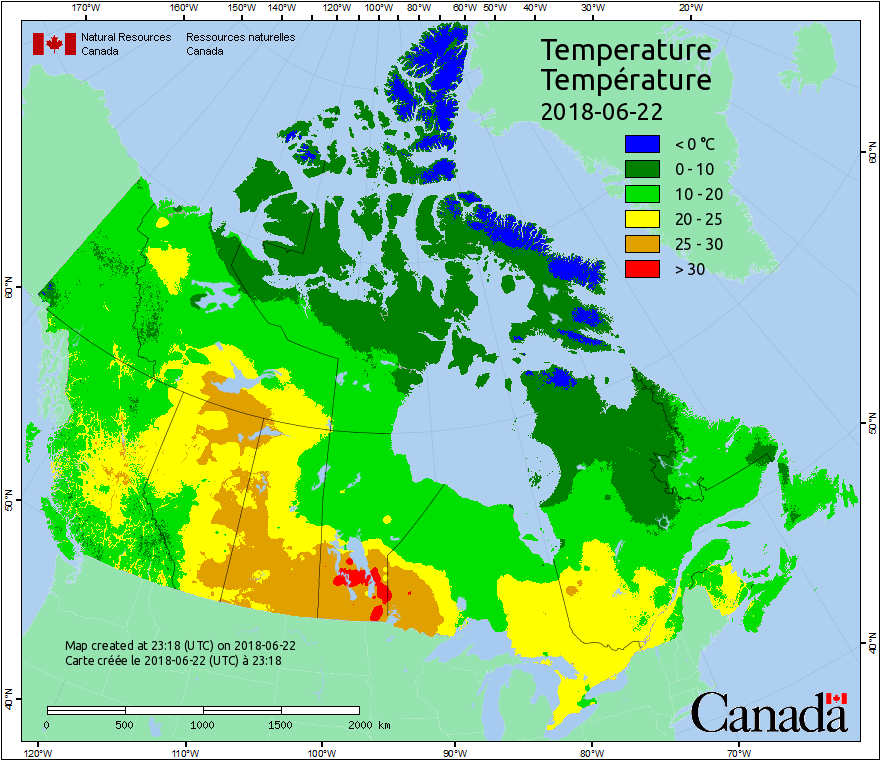 170°W 160°W 150°W 140°W 130°W 120°W 110°W 100°W 80°W 60°W 50°W 40°W 30°W 20°W
Natural Resources Ressources naturelles
Canada Canada
Temperature
Température
2018-06-22
< 0 °C
0 - 10
10 - 20
20 - 25
25 - 30
> 30
60°N 60°N
50°N
50°N
40°N
40°N
Map created at 23:18 (UTC) on 2018-06-22
Carte créée le 2018-06-22 (UTC) à 23:18
0 500 1000 1500 2000 km
Canada
120°W 110°W 100°W 90°W 80°W 70°W